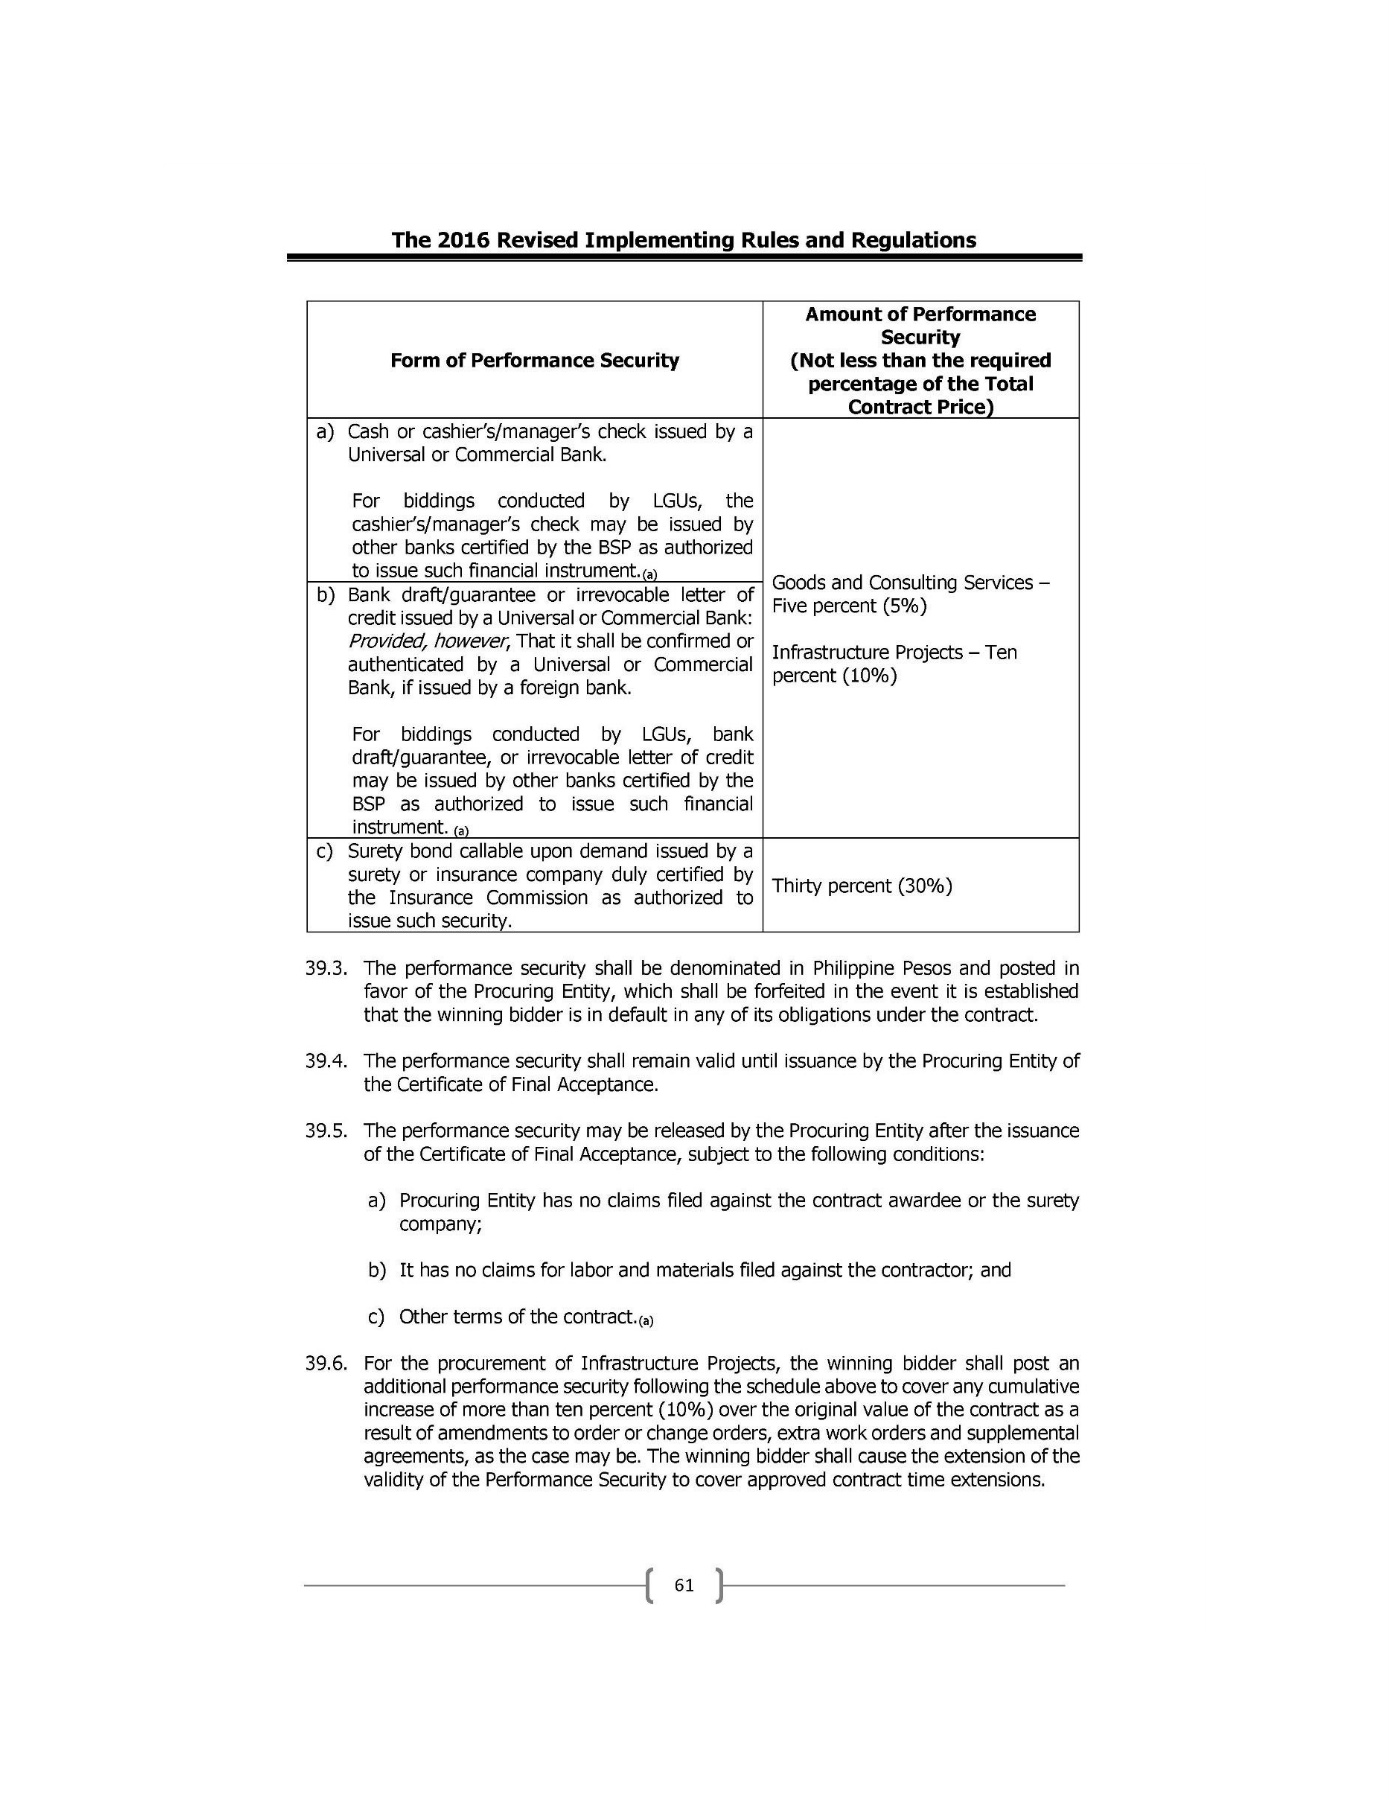 The 2016 Revised Implementing Rules and Regulations
Form of Performance Security
Amount of Performance
Security
(Not less than the required
percentage of the Total
Contract Price)
a) Cash or cashier's/manager's check issued by a
Universal or Commercial Bank.
For biddings conducted by LGUs, the
cashier's/manager's check may be issued by
other banks certified by the BSP as authorized
to issue such financial instrument.(a)
b) Bank draft/guarantee or irrevocable letter of
credit issued by a Universal or Commercial Bank:
Provided, however, That it shall be confirmed or
authenticated by a Universal or Commercial
Bank, if issued by a foreign bank.
For biddings conducted by LGUs, bank
draft/guarantee, or irrevocable letter of credit
may be issued by other banks certified by the
BSP as authorized to issue such financial
instrument. (a)
Goods and Consulting Services –
Five percent (5%)
Infrastructure Projects – Ten
percent (10%)
c) Surety bond callable upon demand issued by a
surety or insurance company duly certified by
the Insurance Commission as authorized to
issue such security.
Thirty percent (30%)
39.3. The performance security shall be denominated in Philippine Pesos and posted in
favor of the Procuring Entity, which shall be forfeited in the event it is established
that the winning bidder is in default in any of its obligations under the contract.
39.4. The performance security shall remain valid until issuance by the Procuring Entity of
the Certificate of Final Acceptance.
39.5. The performance security may be released by the Procuring Entity after the issuance
of the Certificate of Final Acceptance, subject to the following conditions:
a) Procuring Entity has no claims filed against the contract awardee or the surety
company;
b) It has no claims for labor and materials filed against the contractor; and
c) Other terms of the contract.(a)
39.6. For the procurement of Infrastructure Projects, the winning bidder shall post an
additional performance security following the schedule above to cover any cumulative
increase of more than ten percent (10%) over the original value of the contract as a
result of amendments to order or change orders, extra work orders and supplemental
agreements, as the case may be. The winning bidder shall cause the extension of the
validity of the Performance Security to cover approved contract time extensions.
61